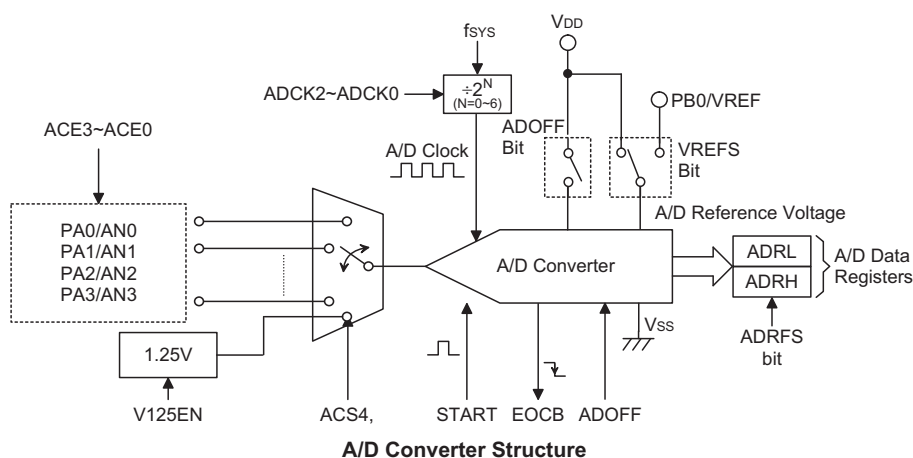 fSYS
VDD
ADCK2~ADCK0
÷2^N
(N=0~6)
PB0/VREF
ACE3~ACE0
A/D Clock
ADOFF
Bit
VREFS
Bit
A/D Reference Voltage
PA0/AN0
PA1/AN1
PA2/AN2
PA3/AN3
A/D Converter
ADRL
ADRH
A/D Data
Registers
VSS
ADRFS
bit
1.25V
V125EN
ACS4,
START
EOCB
ADOFF
A/D Converter Structure